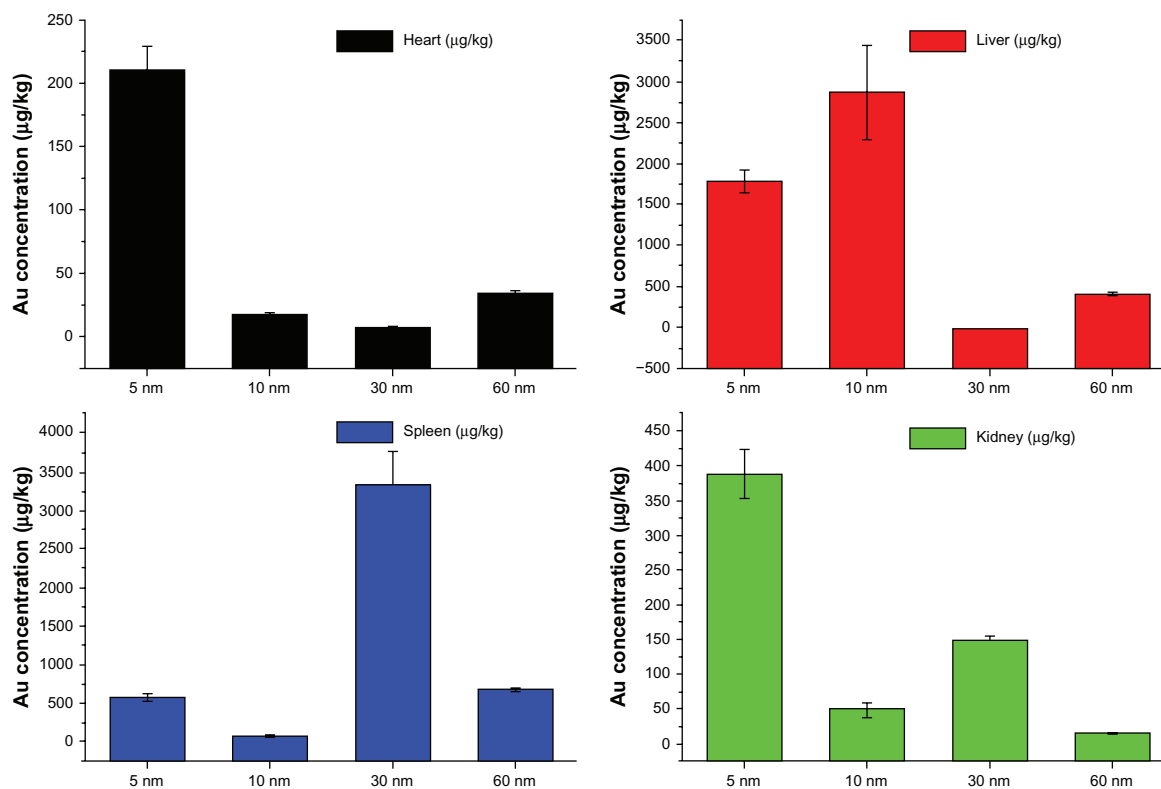 Heart (µg/kg)
Au concentration (µg/kg)
250
200
150
200
50
0
5 nm 10 nm 30 nm 60 nm
Liver (µg/kg)
Au concentration (µg/kg)
3500
3000
2500
2000
1500
1000
500
0
−500
5 nm 10 nm 30 nm 60 nm
Spleen (µg/kg)
Au concentration (µg/kg)
4000
3500
3000
2500
2000
1500
1000
500
0
5 nm 10 nm 30 nm 60 nm
Kidney (µg/kg)
Au concentration (µg/kg)
450
400
350
300
250
200
150
100
50
0
5 nm 10 nm 30 nm 60 nm